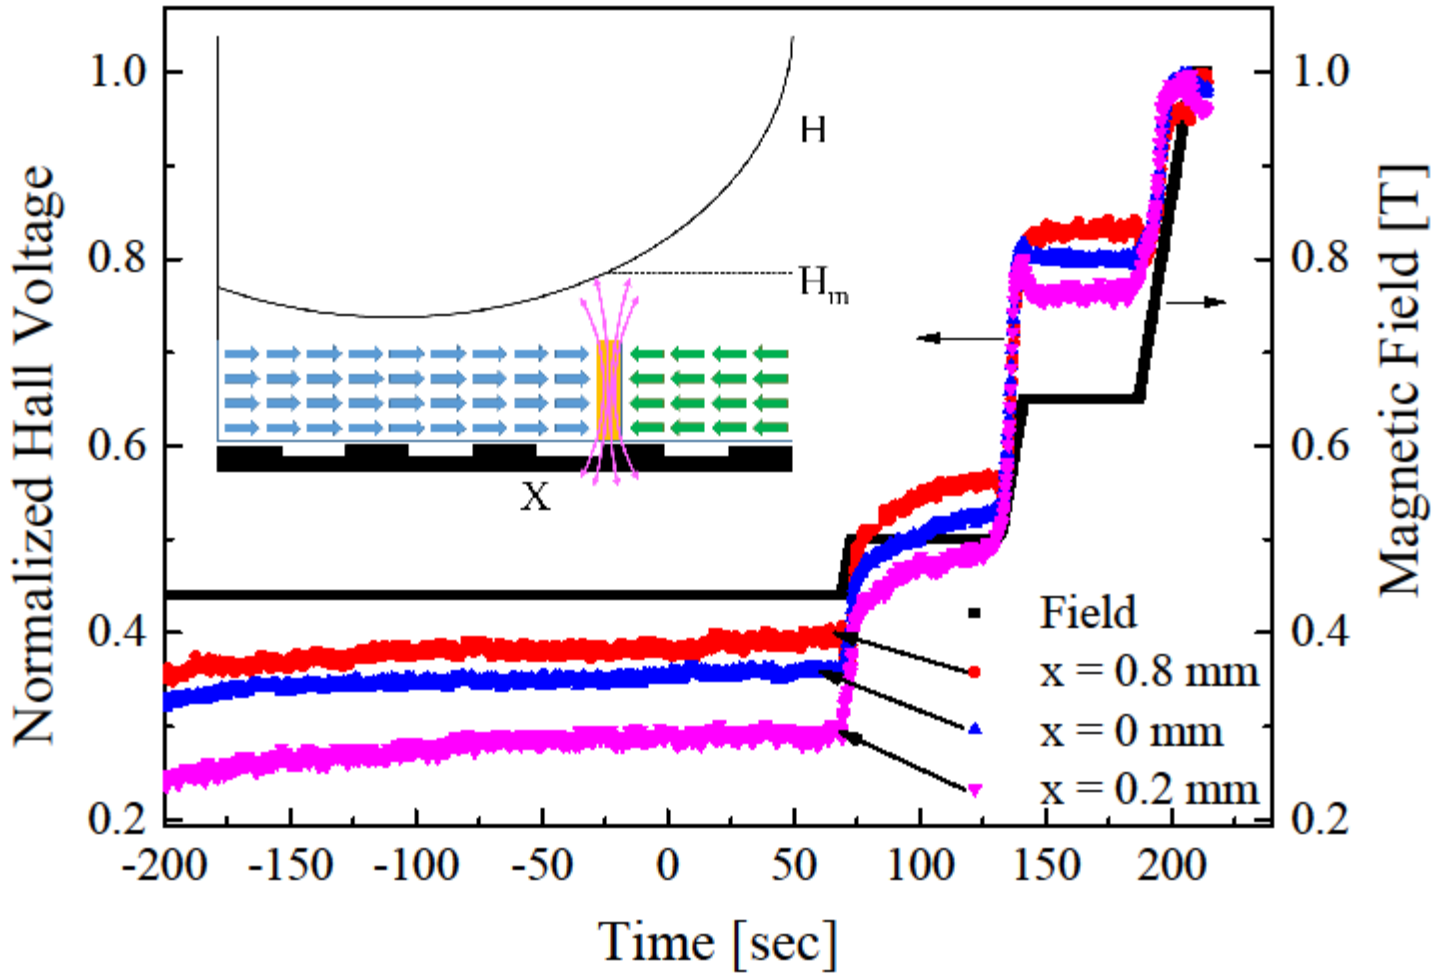 Normalized Hall Voltage
1.0
0.8
0.6
0.4
0.2
H
Hm
X
1.0
0.8
0.6
0.4
0.2
Magnetic Field [T]
Field
x = 0.8 mm
x = 0 mm
x = 0.2 mm
-200 -150 -100 -50 0 50 100 150 200
Time [sec]